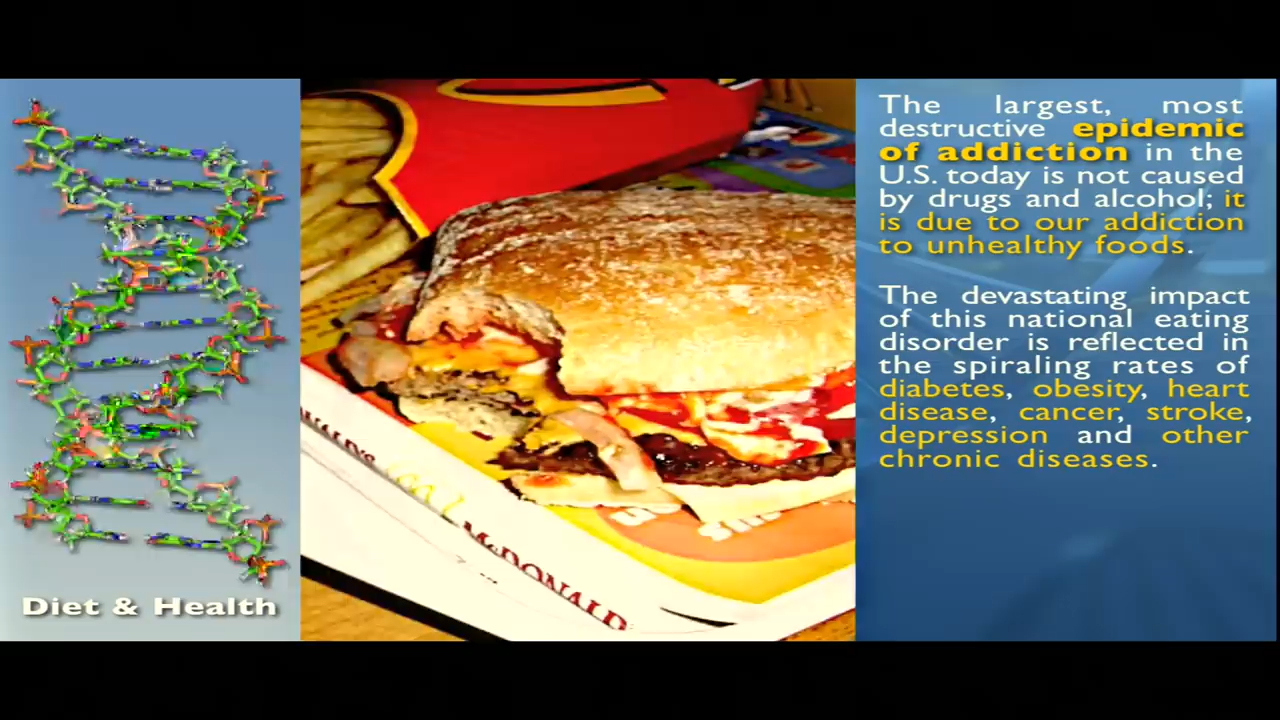 The largest, most
destructive epidemic
of addiction in the
U.S. today is not caused
by drugs and alcohol; it
is due to our addiction
to unhealthy foods.
The devastating impact
of this national eating
disorder is reflected in
the spiraling rates of
diabetes, obesity, heart
disease, cancer, stroke,
depression and other
chronic diseases.
McDONALD
Diet & Health